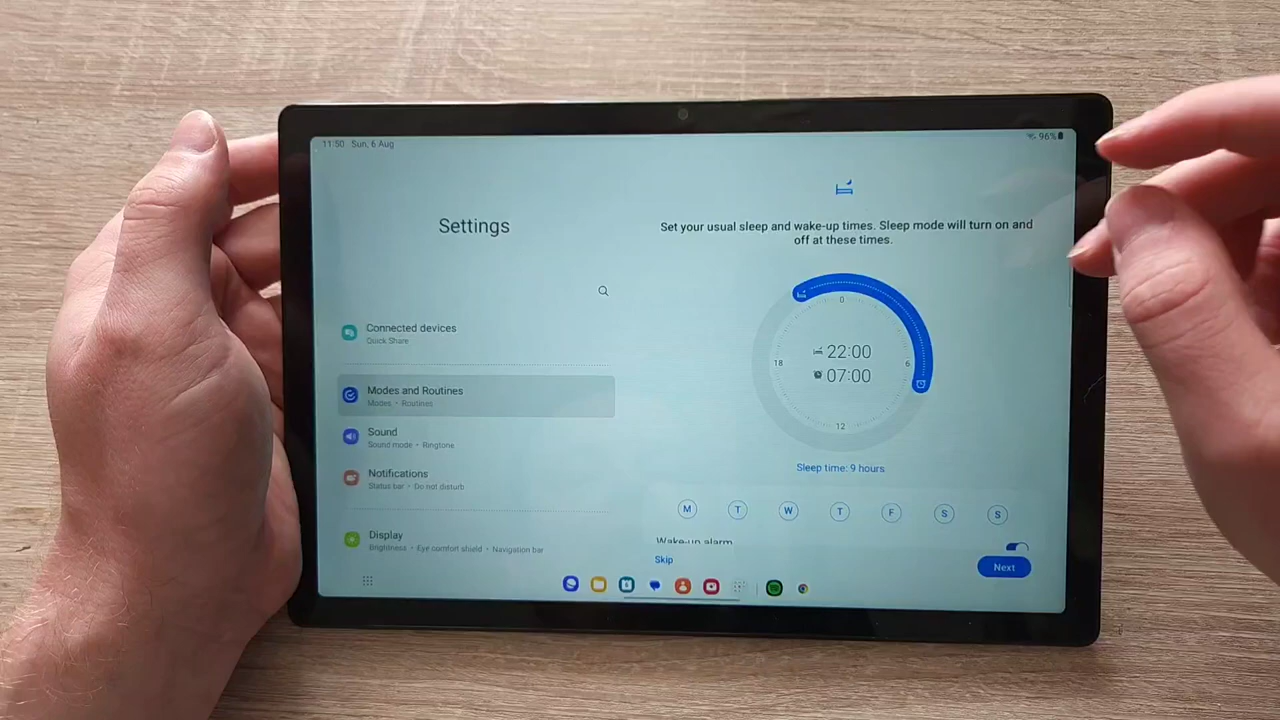 11:50 Sun, 6 Aug
96%
Settings
Connected devices
Quick Share
Modes and Routines
Modes • Routines
Sound
Sound mode • Ringtone
Notifications
Status bar • Do not disturb
Display
Brightness • Eye comfort shield • Navigation bar
Set your usual sleep and wake-up times. Sleep mode will turn on and
off at these times.
0
22:00
18
6
07:00
12
Sleep time: 9 hours
M T W T F S S
Wake-up alarm
Skip
Next